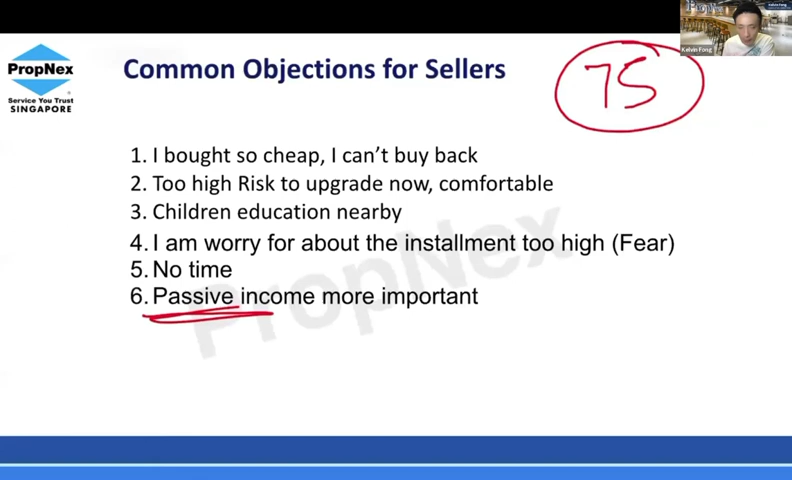 PropNex
Service You Trust
SINGAPORE
Common Objections for Sellers
75
Kelvin Fong
Kelvin Fong
1. I bought so cheap, I can't buy back
2. Too high Risk to upgrade now, comfortable
3. Children education nearby
4. I am worry for about the installment too high (Fear)
5. No time
6. Passive income more important
PropNex